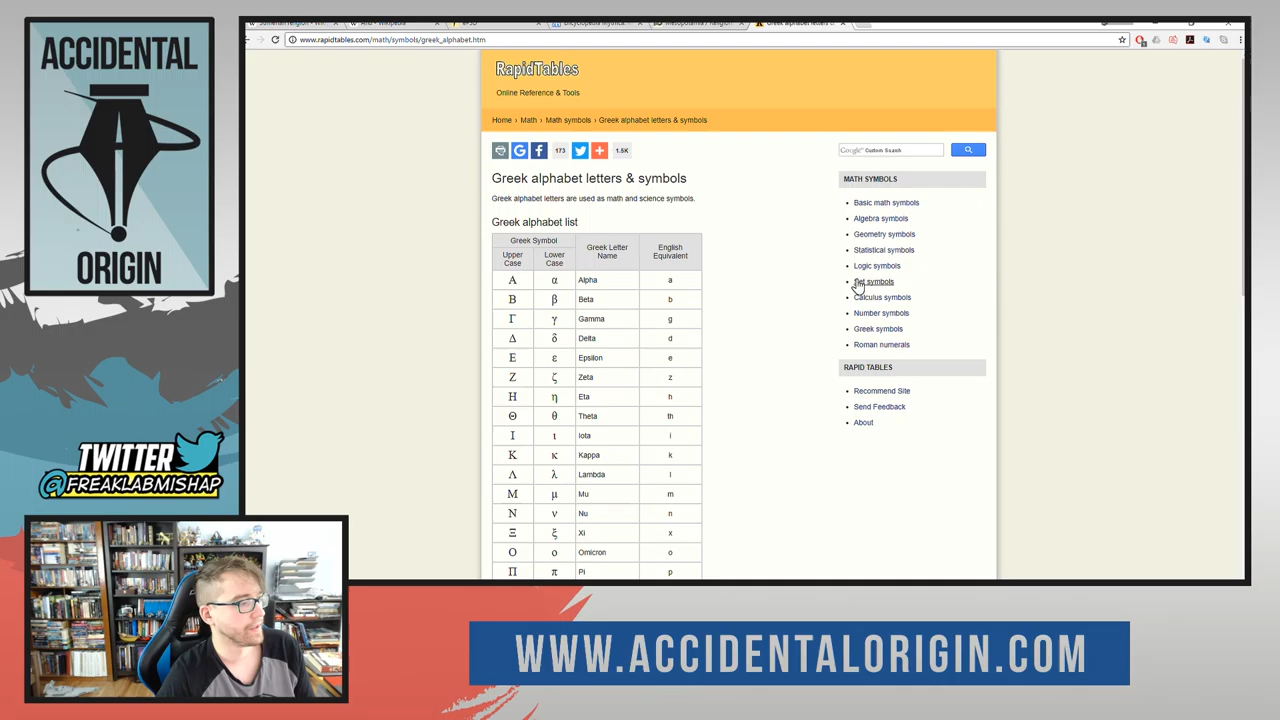 ACCIDENTAL
ORIGIN
TWITTER
@FREAKLABMISHAP
www.rapidtables.com/math/symbols/greek_alphabet.htm
RapidTables
Online Reference & Tools
Home › Math › Math symbols › Greek alphabet letters & symbols
173
1.5K
Google Custom Search
Greek alphabet letters & symbols
Greek alphabet letters are used as math and science symbols.
Greek alphabet list
Greek Symbol Greek Letter Name English Equivalent
Upper Case Lower Case
Α α Alpha a
Β β Beta b
Γ γ Gamma g
Δ δ Delta d
Ε ε Epsilon e
Ζ ζ Zeta z
Η η Eta h
Θ θ Theta th
Ι ι Iota i
Κ κ Kappa k
Λ λ Lambda l
Μ μ Mu m
Ν ν Nu n
Ξ ξ Xi x
Ο ο Omicron o
Π π Pi p
MATH SYMBOLS
Basic math symbols
Algebra symbols
Geometry symbols
Statistical symbols
Logic symbols
symbols
Calculus symbols
Number symbols
Greek symbols
Roman numerals
RAPID TABLES
Recommend Site
Send Feedback
About
WWW.ACCIDENTALORIGIN.COM